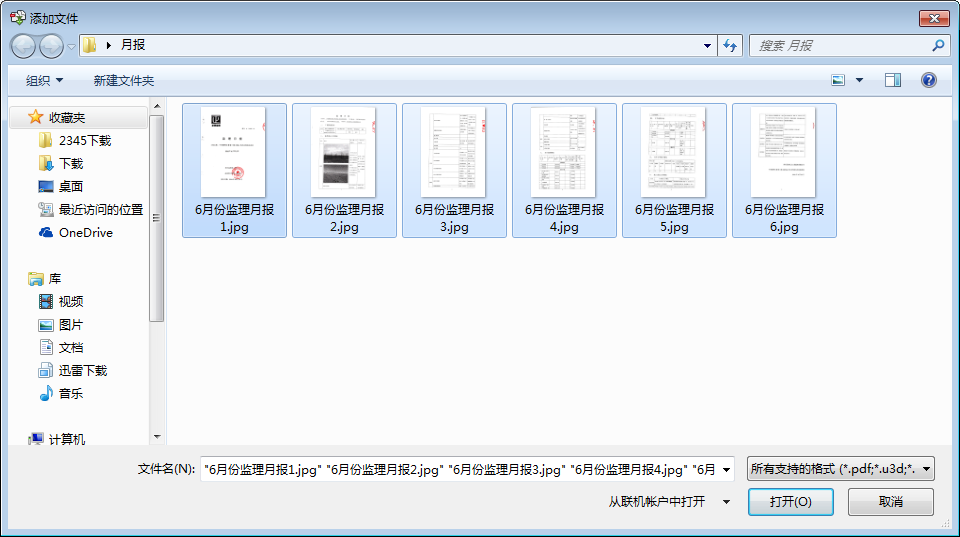 添加文件
月报
搜索 月报
组织
新建文件夹
收藏夹
2345下载
下载
桌面
最近访问的位置
OneDrive
库
视频
图片
文档
迅雷下载
音乐
计算机
6月份监理月报
1.jpg
6月份监理月报
2.jpg
6月份监理月报
3.jpg
6月份监理月报
4.jpg
6月份监理月报
5.jpg
6月份监理月报
6.jpg
文件名(N):
"6月份监理月报1.jpg" "6月份监理月报2.jpg" "6月份监理月报3.jpg" "6月份监理月报4.jpg" "6月
所有支持的格式 (*.pdf;*.u3d;*.
从联机帐户中打开
打开(O)
取消